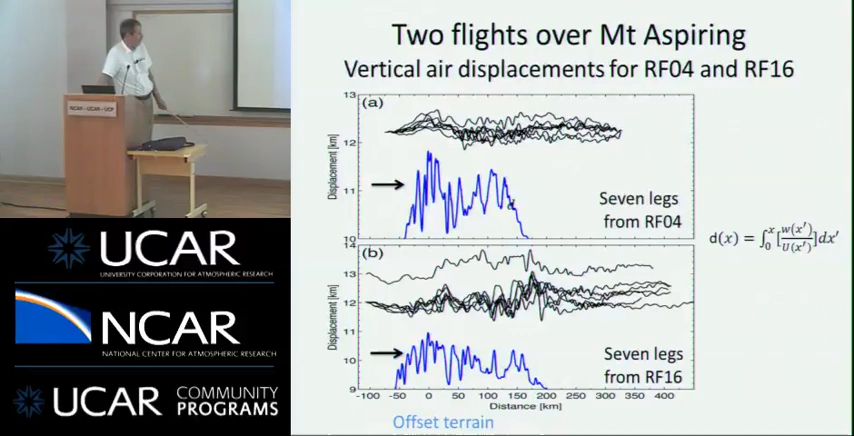 NCAR - UCAR - UCP
UCAR
UNIVERSITY CORPORATION FOR ATMOSPHERIC RESEARCH
NCAR
NATIONAL CENTER FOR ATMOSPHERIC RESEARCH
UCAR COMMUNITY PROGRAMS
Two flights over Mt Aspiring
Vertical air displacements for RF04 and RF16
(a)
13
12
11
10
Displacement [km]
d
Seven legs
from RF04
(b)
14
13
12
11
10
9
Displacement [km]
Seven legs
from RF16
-100 -50 0 50 100 150 200 250 300 350 400
Distance [km]
Offset terrain
d(x) = ∫₀ˣ [w(x′)/U(x′)]dx′